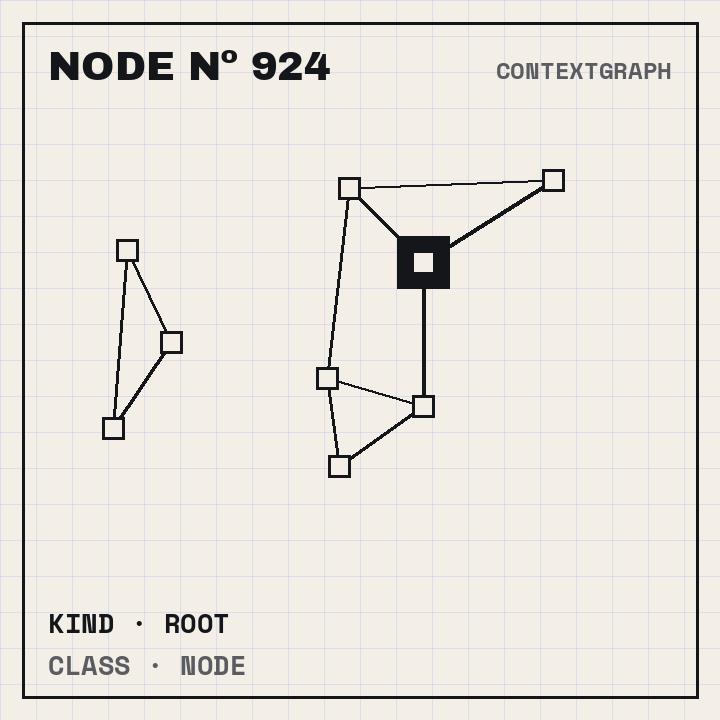 NODE Nº 924
CONTEXTGRAPH
KIND · ROOT
CLASS · NODE